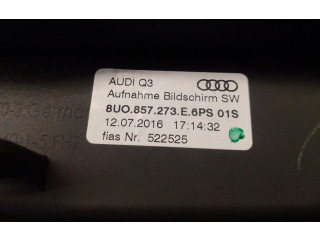 AUDI Q3
Aufnahme Bildschirm SW
8U0.857.273.E.6PS 01S
12.07.2016 17:14:32
fias Nr. 522525